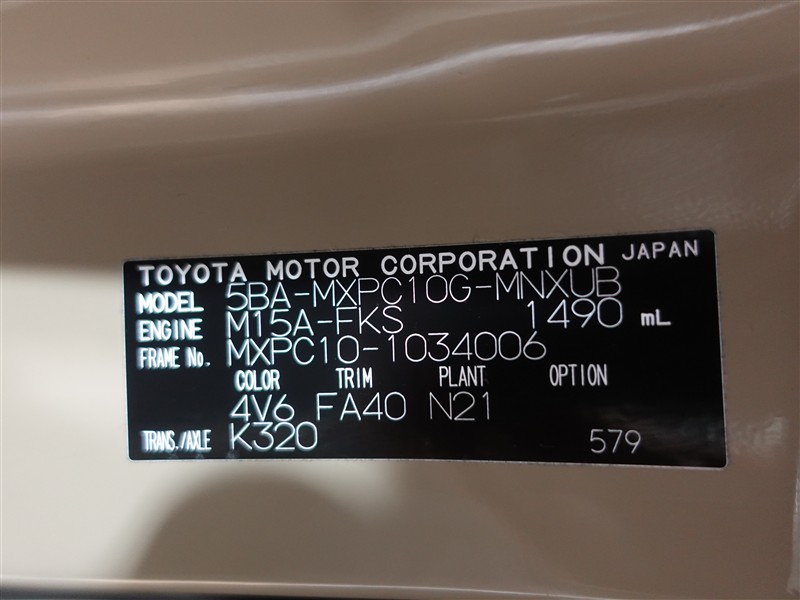 TOYOTA MOTOR CORPORATION JAPAN
MODEL 5BA-MXPC10G-MNXUB
ENGINE M15A-FKS 1490 mL
FRAME No. MXPC10-1034006
COLOR TRIM PLANT OPTION
4V6 FA40 N21
TRANS./AXLE K320 579